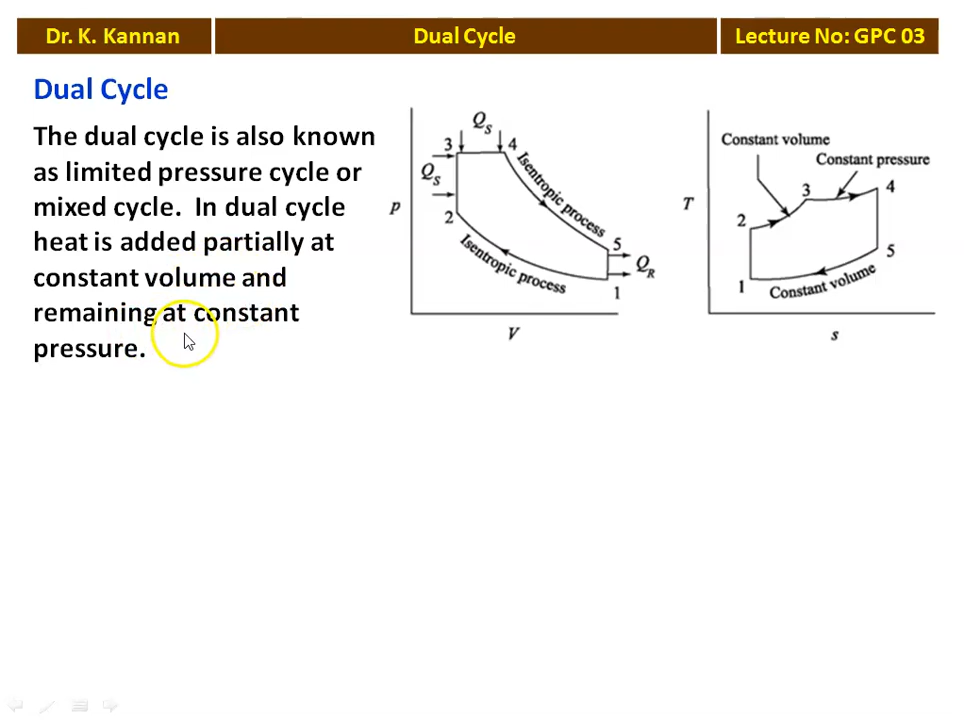 Dr. K. Kannan
Dual Cycle
Lecture No: GPC 03
Dual Cycle
The dual cycle is also known
as limited pressure cycle or
mixed cycle. In dual cycle
heat is added partially at
constant volume and
remaining at constant
pressure.
p
Qs
3
4
Qs
2
Isentropic process
Isentropic process
5
QR
1
V
T
Constant volume
Constant pressure
3
4
2
5
1
Constant volume
s